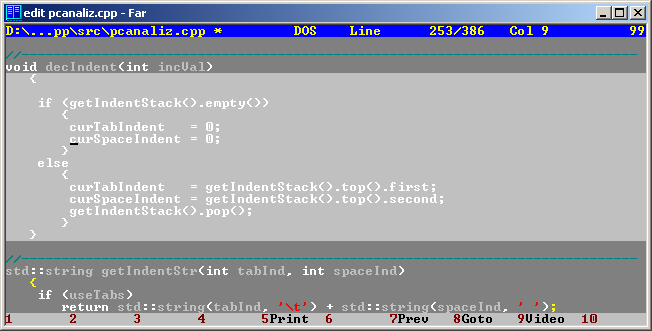 edit pcanaliz.cpp - Far
D:\...pp\src\pcanaliz.cpp * DOS Line 253/386 Col 9 99
//
void decIndent(int incVal)
{
if (getIndentStack().empty())
{
curTabIndent = 0;
curSpaceIndent = 0;
}
else
{
curTabIndent = getIndentStack().top().first;
curSpaceIndent = getIndentStack().top().second;
getIndentStack().pop();
}
}
//
std::string getIndentStr(int tabInd, int spaceInd)
{
if (useTabs)
return std::string(tabInd, '\t') + std::string(spaceInd, ' ');
1 2 3 4 5Print 6 7Prev 8Goto 9Video 10